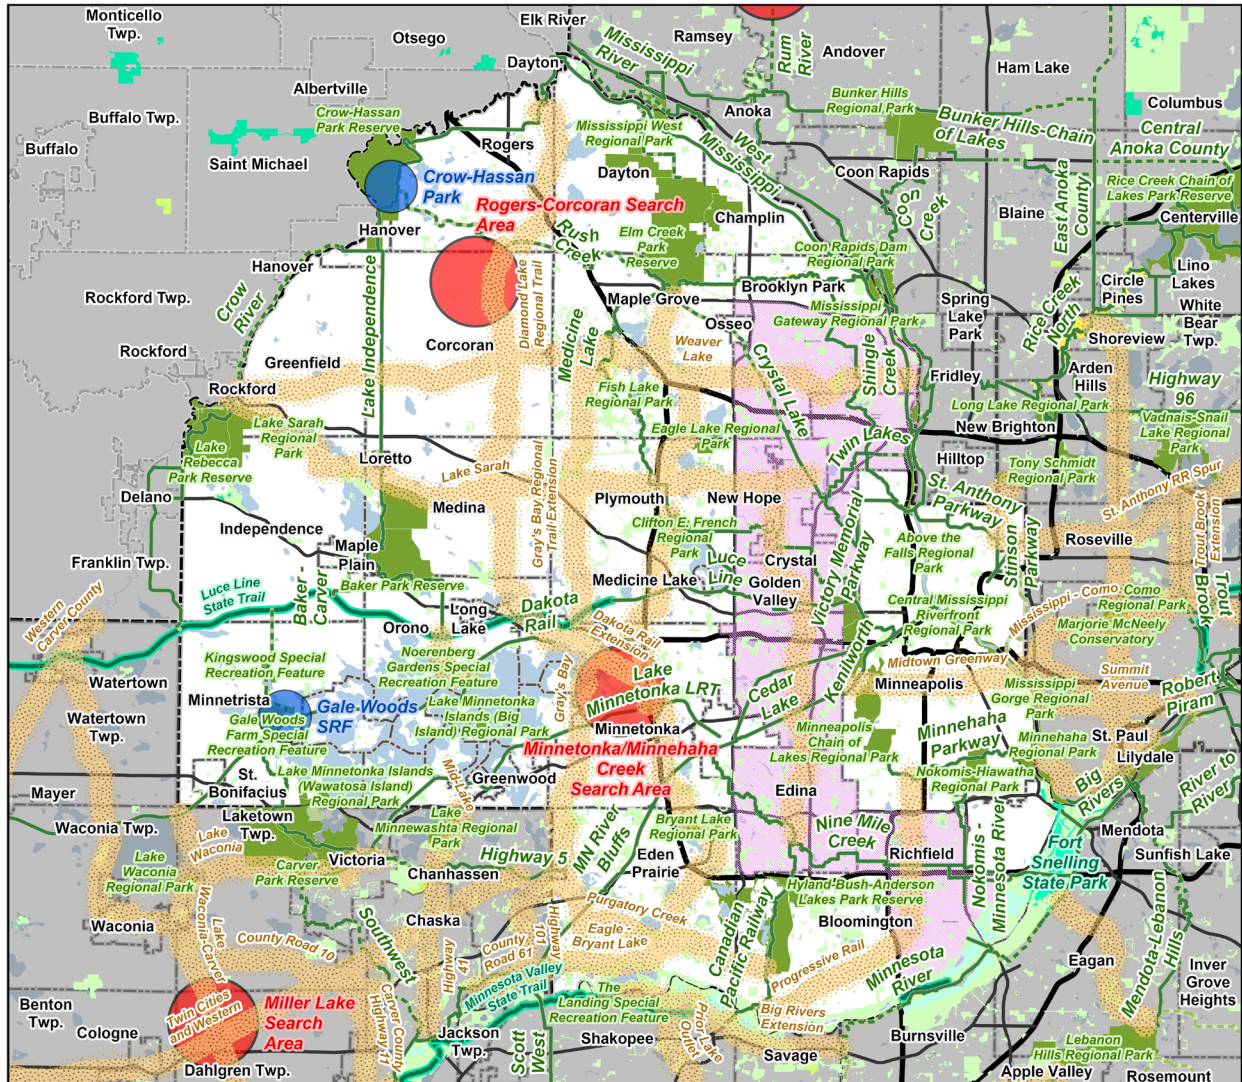 Monticello
Twp.
Otsego
Elk River
Ramsey
Andover
Ham Lake
Mississippi
River
Rum
River
Dayton
Albertville
Buffalo Twp.
Buffalo
Saint Michael
Crow-Hassan
Park Reserve
Rogers
Mississippi West
Regional Park
Dayton
Anoka
West
Mississippi
Bunker Hills
Regional Park
Bunker Hills-Chain
of Lakes
Columbus
Central
Anoka County
Coon Rapids
Crow-Hassan
Park
Rogers-Corcoran Search
Area
Champlin
Coon
Creek
Blaine
East Anoka
County
Rice Creek Chain of
Lakes Park Reserve
Centerville
Hanover
Rush
Creek
Elm Creek
Park
Reserve
Coon Rapids Dam
Regional Park
Hanover
Lino
Lakes
Circle
Pines
Rockford Twp.
Crow
River
Lake Independence
Diamond Lake
Regional Trail
Maple Grove
Brooklyn Park
Mississippi
Gateway Regional Park
Spring
Lake
Park
Rice Creek
North
White
Bear
Twp.
Shoreview
Osseo
Rockford
Corcoran
Medicine
Lake
Weaver
Lake
Crystal Lake
Shingle
Creek
Greenfield
Fridley
Arden
Hills
Highway
96
Rockford
Fish Lake
Regional Park
Long Lake Regional Park
New Brighton
Vadnais-Snail
Lake Regional
Park
Lake Sarah
Regional
Park
Eagle Lake Regional
Park
Twin Lakes
Lake
Rebecca
Park Reserve
Loretto
Lake Sarah
Hilltop
Tony Schmidt
Regional Park
Delano
Medina
Gray's Bay Regional
Trail Extension
Plymouth
New Hope
St. Anthony
Parkway
St. Anthony RR Spur
Independence
Clifton E. French
Regional
Park
Victory Memorial
Parkway
Above the
Falls Regional
Park
Stinson
Parkway
Roseville
Trout Brook
Extension
Franklin Twp.
Maple
Plain
Luce
Line
Crystal
Luce Line
State Trail
Baker -
Carver
Baker Park Reserve
Medicine Lake
Golden
Valley
Western
Carver County
Long
Lake
Dakota
Rail
Central Mississippi
Riverfront
Regional Park
Mississippi - Como
Como
Regional Park
Marjorie McNeely
Conservatory
Trout
Brook
Orono
Dakota Rail
Extension
Kenilworth
Kingswood Special
Recreation Feature
Noerenberg
Gardens Special
Recreation Feature
Gray's Bay
Lake
Minnetonka LRT
Cedar
Lake
Midtown Greenway
Summit
Avenue
Watertown
Minneapolis
Robert
Piram
Minnetrista
Gale Woods
SRF
Lake Minnetonka
Islands (Big
Island) Regional Park
Mississippi
Gorge Regional
Park
Watertown
Twp.
Gale Woods
Farm Special
Recreation Feature
Minnetonka
Minneapolis
Chain of
Lakes Regional Park
Minnehaha
Parkway
Minnehaha
Regional Park
St. Paul
Lilydale
Minnetonka/Minnehaha
Creek
Search Area
Mid-Lake
Greenwood
Lake Minnetonka Islands
(Wawatosa Island)
Regional Park
Nokomis-Hiawatha
Regional Park
Big
Rivers
River to
River
St.
Bonifacius
Mayer
Edina
Laketown
Twp.
Lake
Minnewashta Regional
Park
Bryant Lake
Regional Park
Waconia Twp.
Lake
Waconia
MN River
Bluffs
Nine Mile
Creek
Richfield
Nokomis -
Minnesota River
Mendota
Lake
Waconia
Regional Park
Carver
Park Reserve
Victoria
Highway 5
Chanhassen
Eden
Prairie
Fort
Snelling
State Park
Sunfish Lake
Hyland-Bush-Anderson
Lakes Park Reserve
Waconia
Lake
Waconia-Carver
Southwest
Chaska
Purgatory Creek
Bloomington
County Road 10
Highway
41
County
Road 61
Highway
101
Eagle -
Bryant Lake
Canadian
Pacific Railway
Progressive Rail
Minnesota
River
Mendota-Lebanon
Hills
Eagan
Inver
Grove
Heights
Benton
Twp.
Cologne
Twin Cities
and Western
Miller Lake
Search
Area
Carver County
Highway 11
Minnesota Valley
State Trail
The
Landing Special
Recreation Feature
Big Rivers
Extension
Jackson
Twp.
Scott
West
Shakopee
Prior Lake
Outlet
Savage
Burnsville
Lebanon
Hills Regional Park
Dahlgren Twp.
Apple Valley
Rosemount